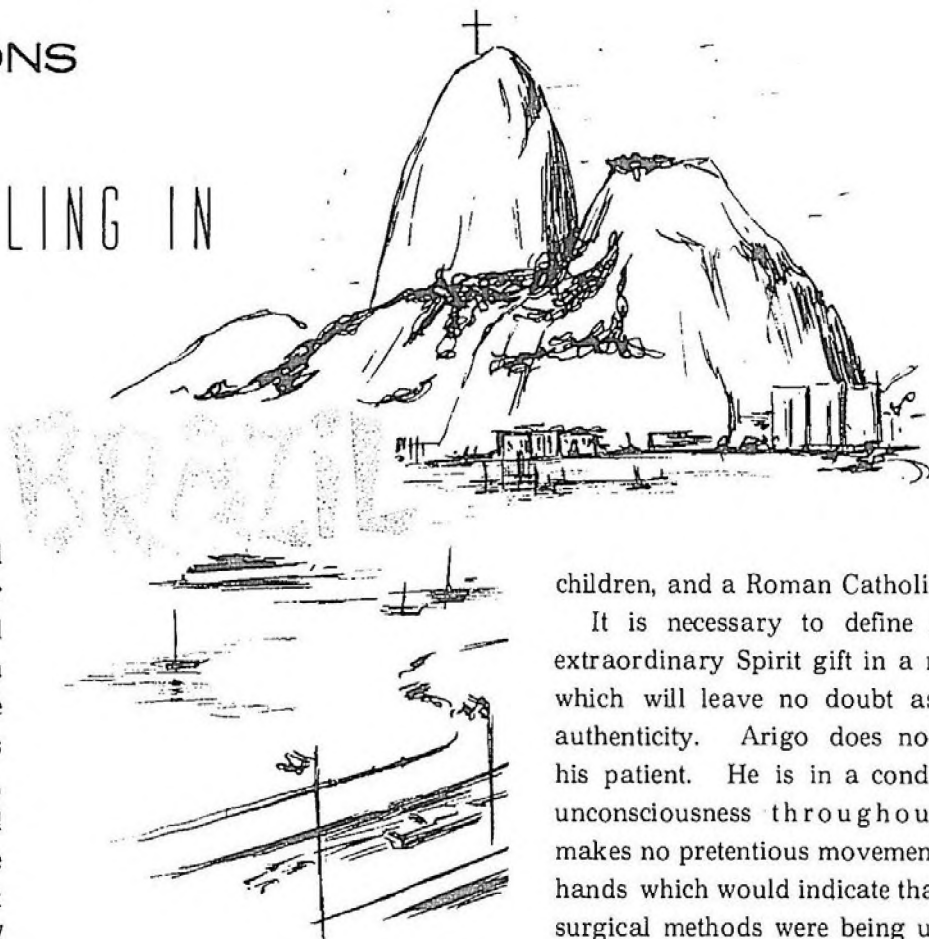 ONS
LING IN
BRAZIL
children, and a Roman Catholi
It is necessary to define
extraordinary Spirit gift in a
which will leave no doubt as
authenticity. Arigo does no
his patient. He is in a cond
unconsciousness throughou
makes no pretentious movemen
hands which would indicate tha
surgical methods were being u